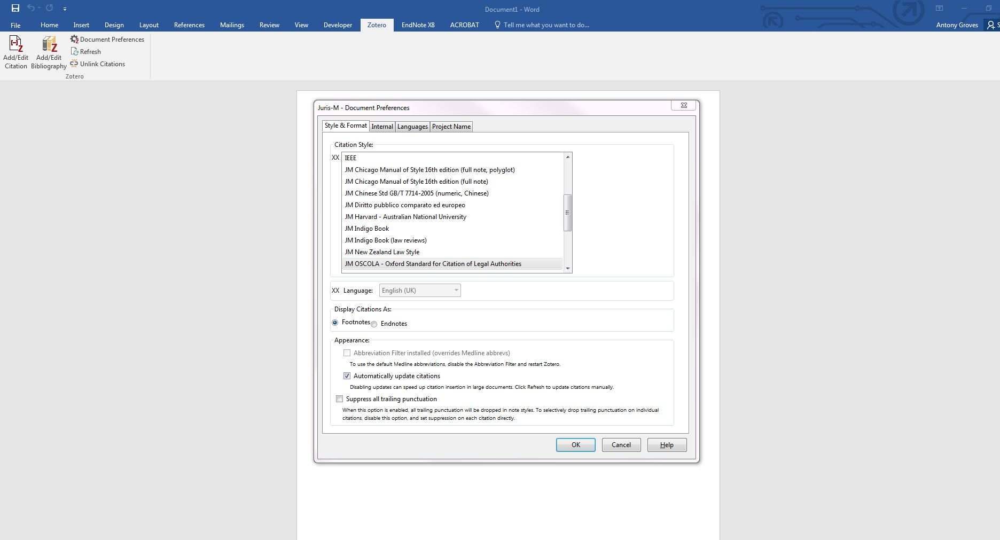 Document1 - Word
File Home Insert Design Layout References Mailings Review View Developer Zotero EndNote X8 ACROBAT Tell me what you want to do... Antony Groves S
Add/Edit Citation
Add/Edit Bibliography
Document Preferences
Refresh
Unlink Citations
Zotero
Juris-M - Document Preferences
Style & Format Internal Languages Project Name
Citation Style:
XX
IEEE
JM Chicago Manual of Style 16th edition (full note, polyglot)
JM Chicago Manual of Style 16th edition (full note)
JM Chinese Std GB/T 7714-2005 (numeric, Chinese)
JM Diritto pubblico comparato ed europeo
JM Harvard - Australian National University
JM Indigo Book
JM Indigo Book (law reviews)
JM New Zealand Law Style
JM OSCOLA - Oxford Standard for Citation of Legal Authorities
XX Language: English (UK)
Display Citations As:
Footnotes Endnotes
Appearance:
Abbreviation Filter installed (overrides Medline abbrevs)
To use the default Medline abbreviations, disable the Abbreviation Filter and restart Zotero.
Automatically update citations
Disabling updates can speed up citation insertion in large documents. Click Refresh to update citations manually.
Suppress all trailing punctuation
When this option is enabled, all trailing punctuation will be dropped in note styles. To selectively drop trailing punctuation on individual
citations, disable this option, and set suppression on each citation directly.
OK Cancel Help